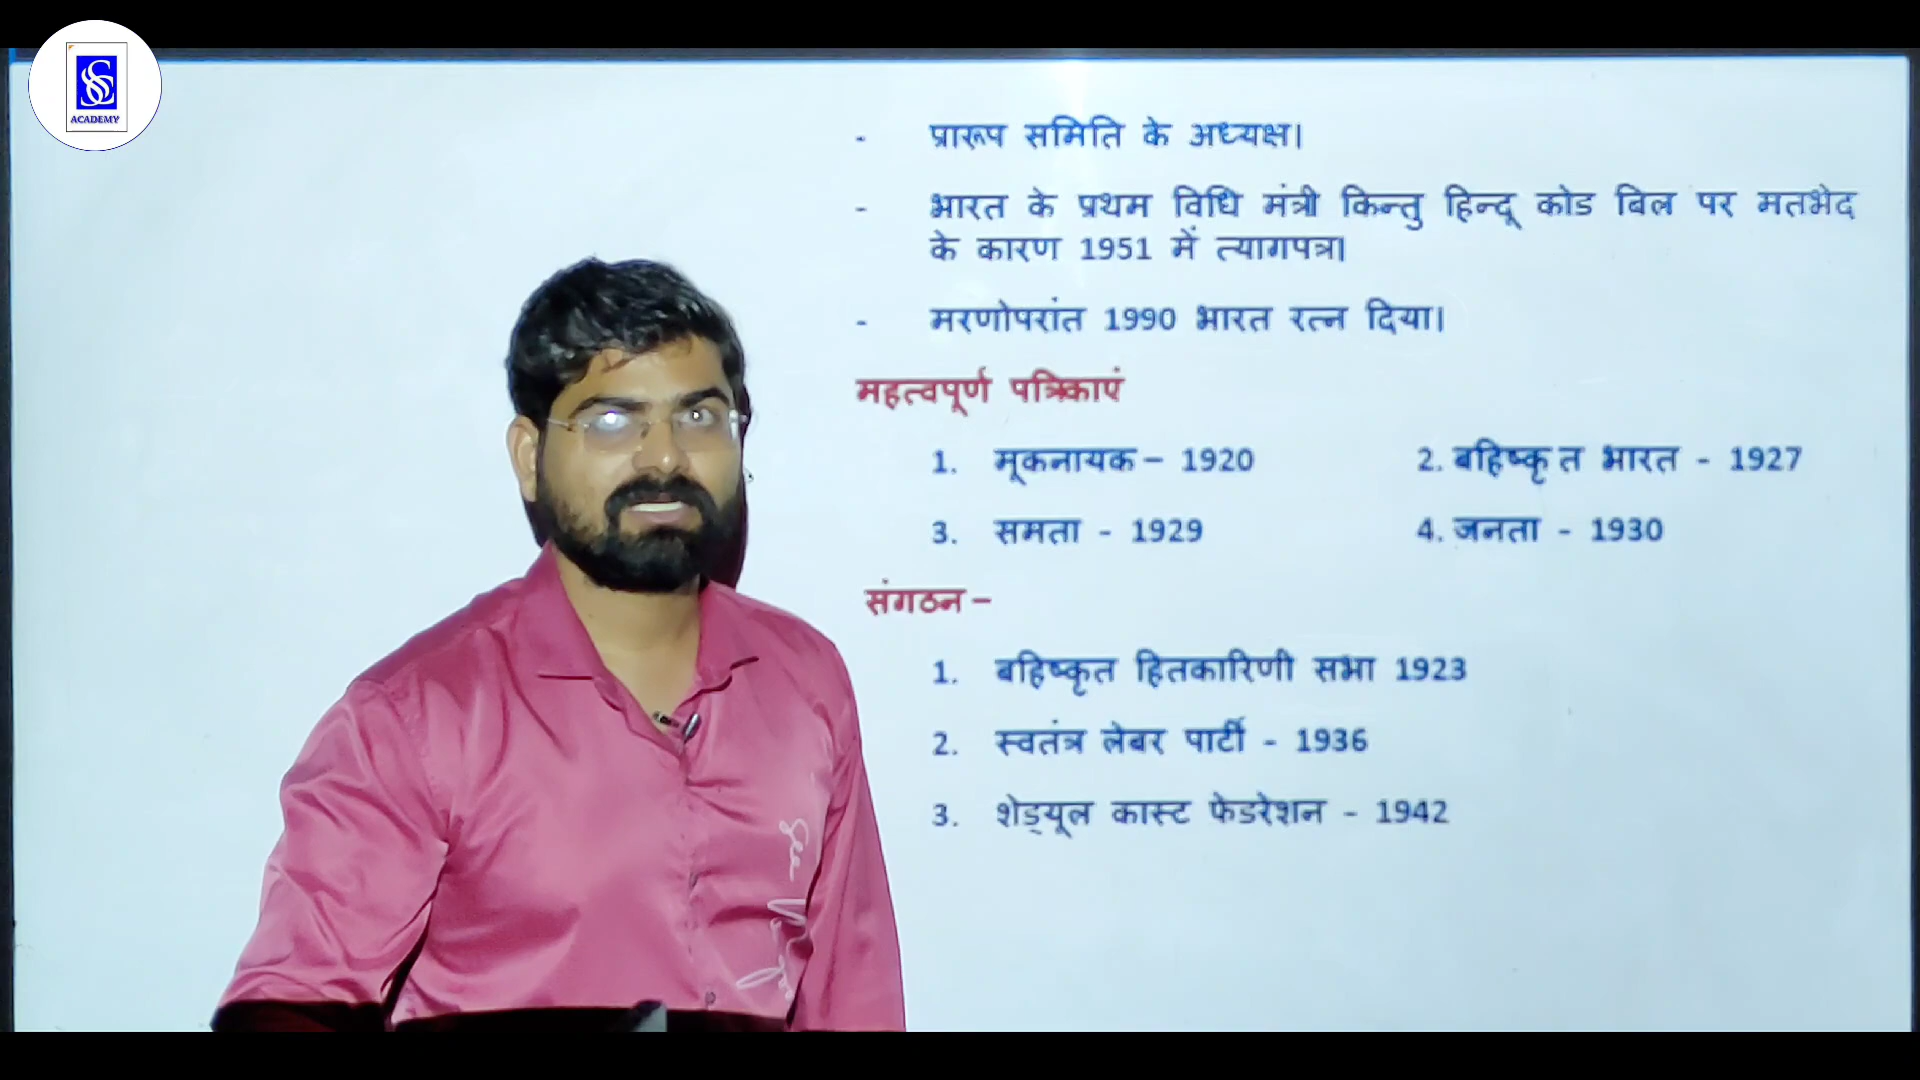 SS
ACADEMY
- प्रारूप समिति के अध्यक्ष।
- भारत के प्रथम विधि मंत्री किन्तु हिन्दू कोड बिल पर मतभेद
के कारण 1951 में त्यागपत्र।
- मरणोपरांत 1990 भारत रत्न दिया।
महत्वपूर्ण पत्रिकाएं
1. मूकनायक – 1920 2. बहिष्कृत भारत - 1927
3. समता - 1929 4. जनता - 1930
संगठन –
1. बहिष्कृत हितकारिणी सभा 1923
2. स्वतंत्र लेबर पार्टी - 1936
3. शेड्यूल कास्ट फेडरेशन - 1942